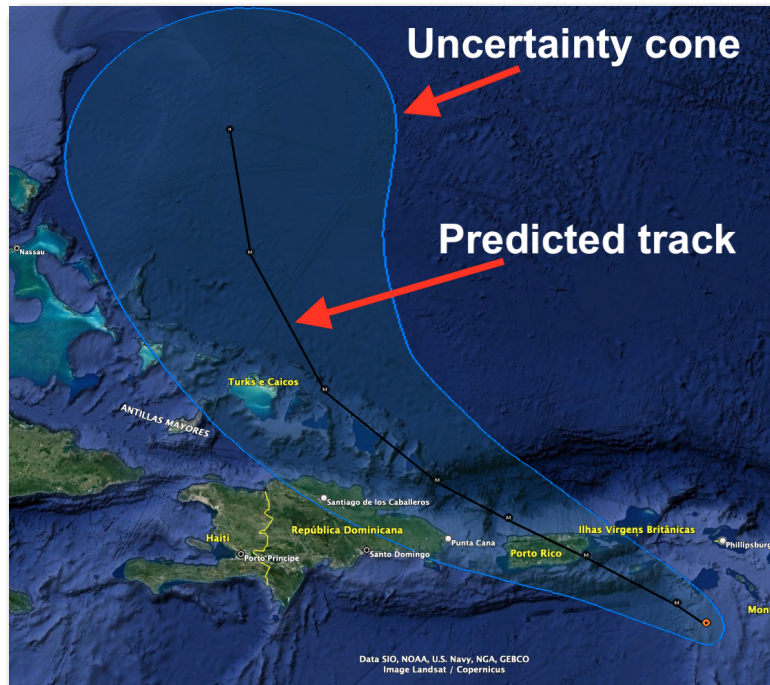 Uncertainty cone
Predicted track
Nassau
Turks e Caicos
ANTILLAS MAYORES
Santiago de los Caballeros
Haiti
República Dominicana
Porto Príncipe
Santo Domingo
Punta Cana
Porto Rico
Ilhas Virgens Britânicas
Phillipsburg
Mon
M
M
M
M
M
M
Data SIO, NOAA, U.S. Navy, NGA, GEBCO
Image Landsat / Copernicus